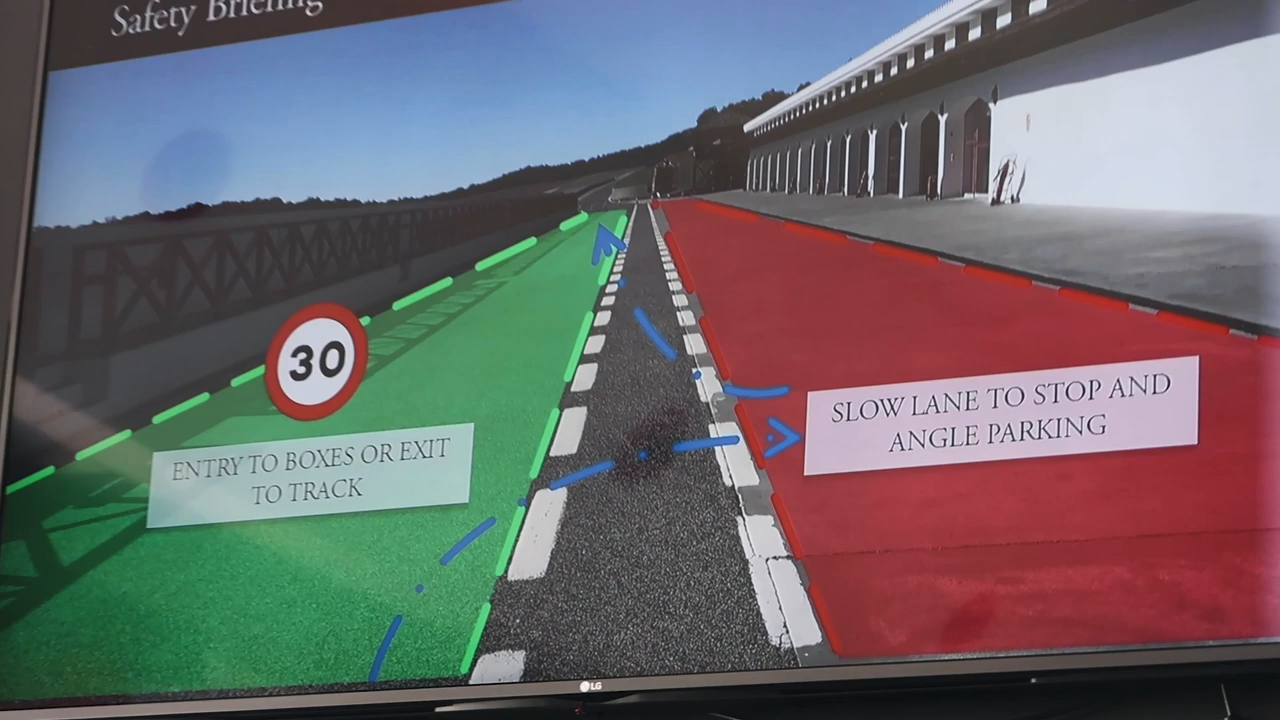 Safety Briefing
30
ENTRY TO BOXES OR EXIT
TO TRACK
SLOW LANE TO STOP AND
ANGLE PARKING
LG